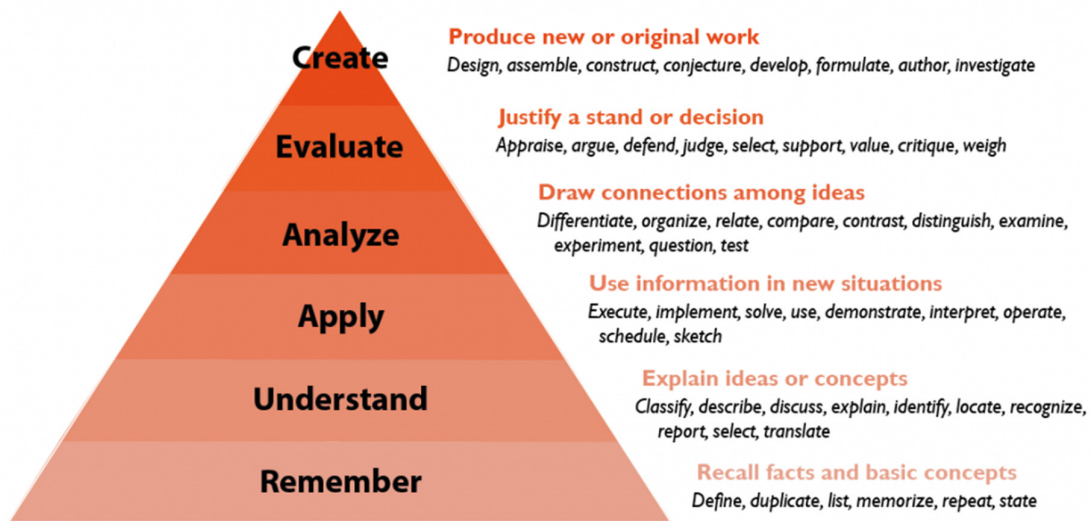 Create
Produce new or original work
Design, assemble, construct, conjecture, develop, formulate, author, investigate
Evaluate
Justify a stand or decision
Appraise, argue, defend, judge, select, support, value, critique, weigh
Analyze
Draw connections among ideas
Differentiate, organize, relate, compare, contrast, distinguish, examine,
experiment, question, test
Apply
Use information in new situations
Execute, implement, solve, use, demonstrate, interpret, operate,
schedule, sketch
Understand
Explain ideas or concepts
Classify, describe, discuss, explain, identify, locate, recognize,
report, select, translate
Remember
Recall facts and basic concepts
Define, duplicate, list, memorize, repeat, state